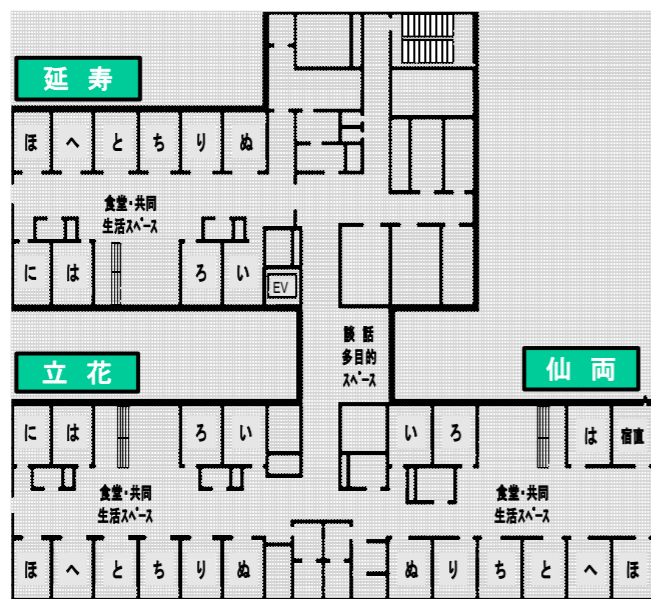 延 寿
ほ へ と ち り ぬ
食堂･共同
生活スペース
に は ろ い
EV
談 話
多目的
スペース
立 花
仙 両
に は ろ い
い ろ は 宿直
食堂･共同
生活スペース
食堂･共同
生活スペース
ほ へ と ち り ぬ
ぬ り ち と へ ほ